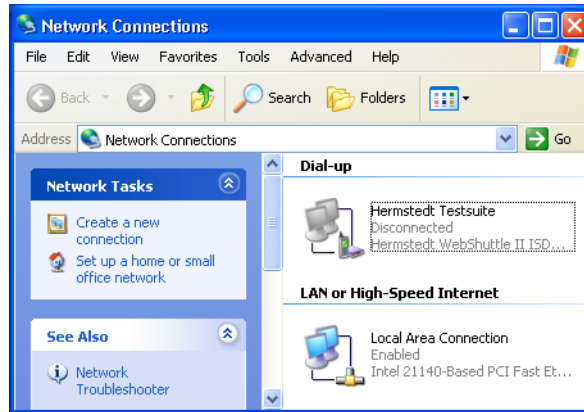 Network Connections
File Edit View Favorites Tools Advanced Help
Back Search Folders
Address Network Connections Go
Network Tasks
Create a new
connection
Set up a home or small
office network
See Also
Network
Troubleshooter
Dial-up
Hermstedt Testsuite
Disconnected
Hermstedt WebShuttle II ISD...
LAN or High-Speed Internet
Local Area Connection
Enabled
Intel 21140-Based PCI Fast Et...